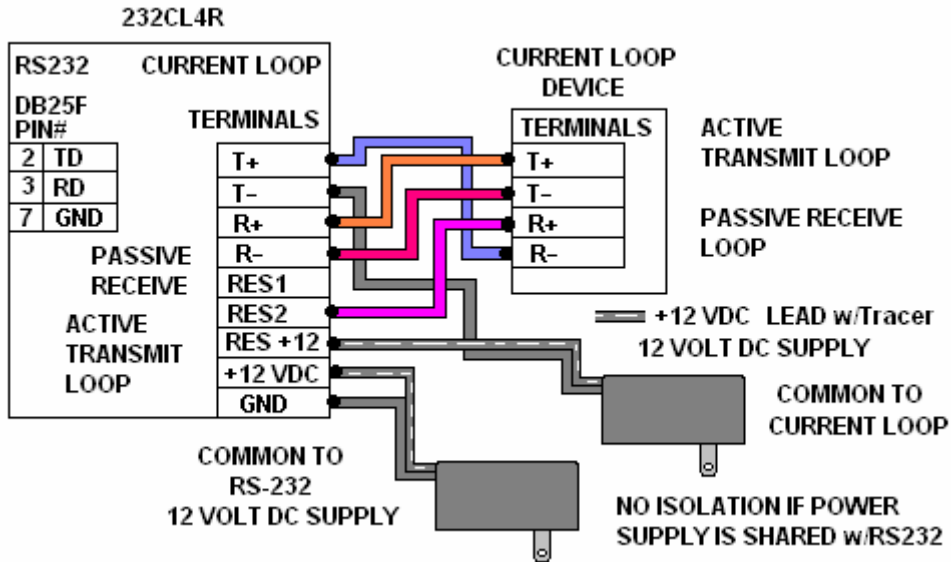 232CL4R
RS232 CURRENT LOOP
DB25F
PIN#
2 TD
3 RD
7 GND
TERMINALS
T+
T-
R+
R-
RES1
RES2
RES +12
+12 VDC
GND
PASSIVE
RECEIVE
ACTIVE
TRANSMIT
LOOP
CURRENT LOOP
DEVICE
TERMINALS
T+
T-
R+
R-
ACTIVE
TRANSMIT LOOP
PASSIVE RECEIVE
LOOP
+12 VDC LEAD w/Tracer
12 VOLT DC SUPPLY
COMMON TO
CURRENT LOOP
COMMON TO
RS-232
12 VOLT DC SUPPLY
NO ISOLATION IF POWER
SUPPLY IS SHARED w/RS232